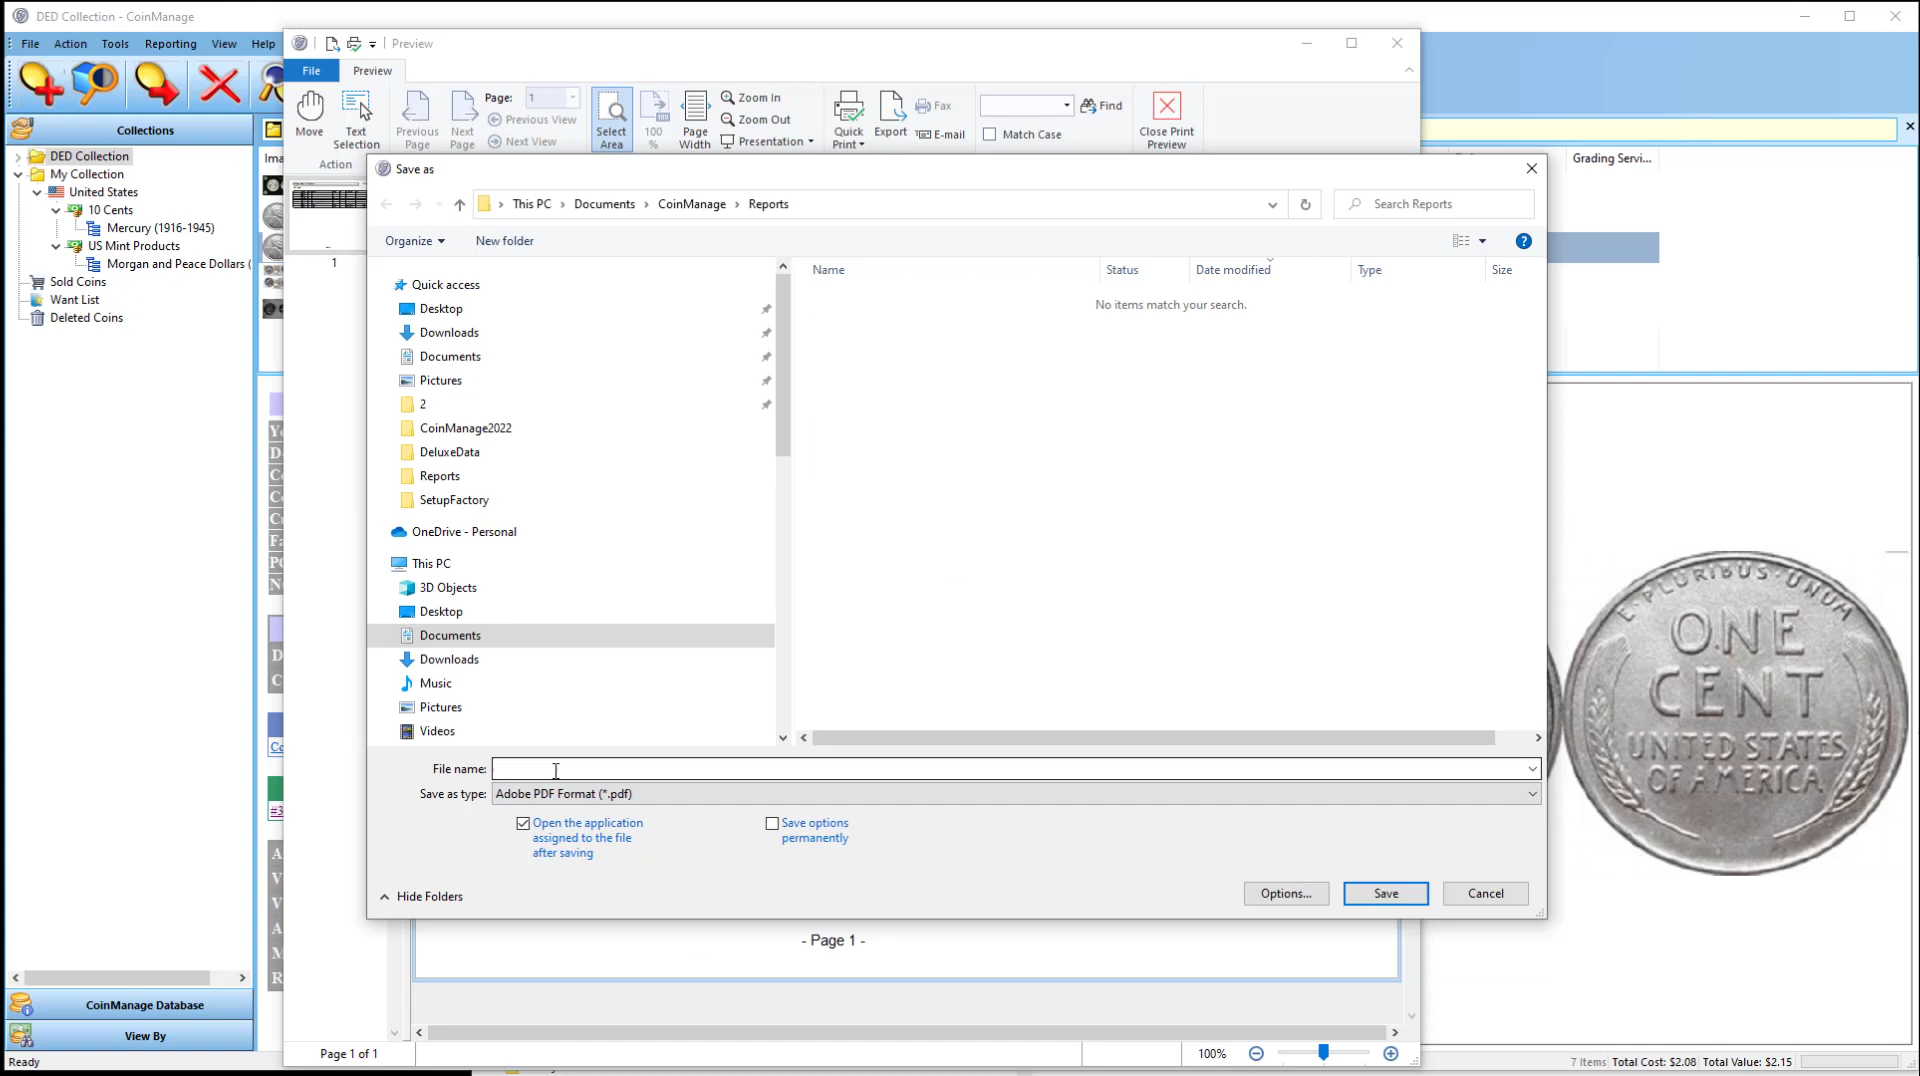 DED Collection - CoinManage
File Action Tools Reporting View Help
Preview
File Preview
Move
Text Selection
Previous Page
Next Page
Page: 1
Previous View
Next View
Select Area
100 %
Page Width
Zoom In
Zoom Out
Presentation
Quick Print
Export
Fax
E-mail
Find
Match Case
Close Print Preview
Action
Collections
DED Collection
My Collection
United States
10 Cents
Mercury (1916-1945)
US Mint Products
Morgan and Peace Dollars (
Sold Coins
Want List
Deleted Coins
Ima
Grading Servi...
1
Save as
This PC > Documents > CoinManage > Reports
Search Reports
Organize New folder
Name Status Date modified Type Size
No items match your search.
Quick access
Desktop
Downloads
Documents
Pictures
2
CoinManage2022
DeluxeData
Reports
SetupFactory
OneDrive - Personal
This PC
3D Objects
Desktop
Documents
Downloads
Music
Pictures
Videos
File name:
Save as type: Adobe PDF Format (*.pdf)
Open the application assigned to the file after saving
Save options permanently
Hide Folders
Options... Save Cancel
- Page 1 -
Page 1 of 1
100%
E·PLURIBUS·UNUM
ONE
CENT
UNITED STATES
OF AMERICA
CoinManage Database
View By
Ready
7 Items Total Cost: $2.08 Total Value: $2.15